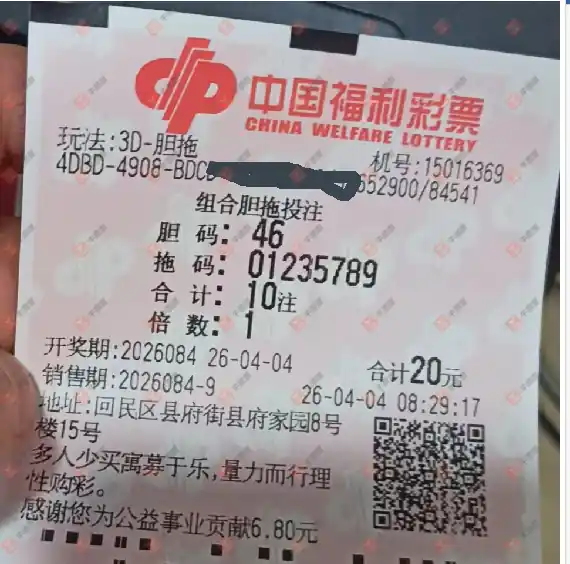 中国福利彩票
CHINA WELFARE LOTTERY
玩法:3D-胆拖
机号:15016369
4DBD-4908-BDC
652900/84541
组合胆拖投注
胆 码: 46
拖 码: 01235789
合 计: 10注
倍 数: 1
开奖期:2026084 26-04-04
合计20元
销售期:2026084-9
26-04-04 08:29:17
地址:回民区县府街县府家园8号
楼15号
多人少买寓募于乐,量力而行理
性购彩。
感谢您为公益事业贡献6.80元